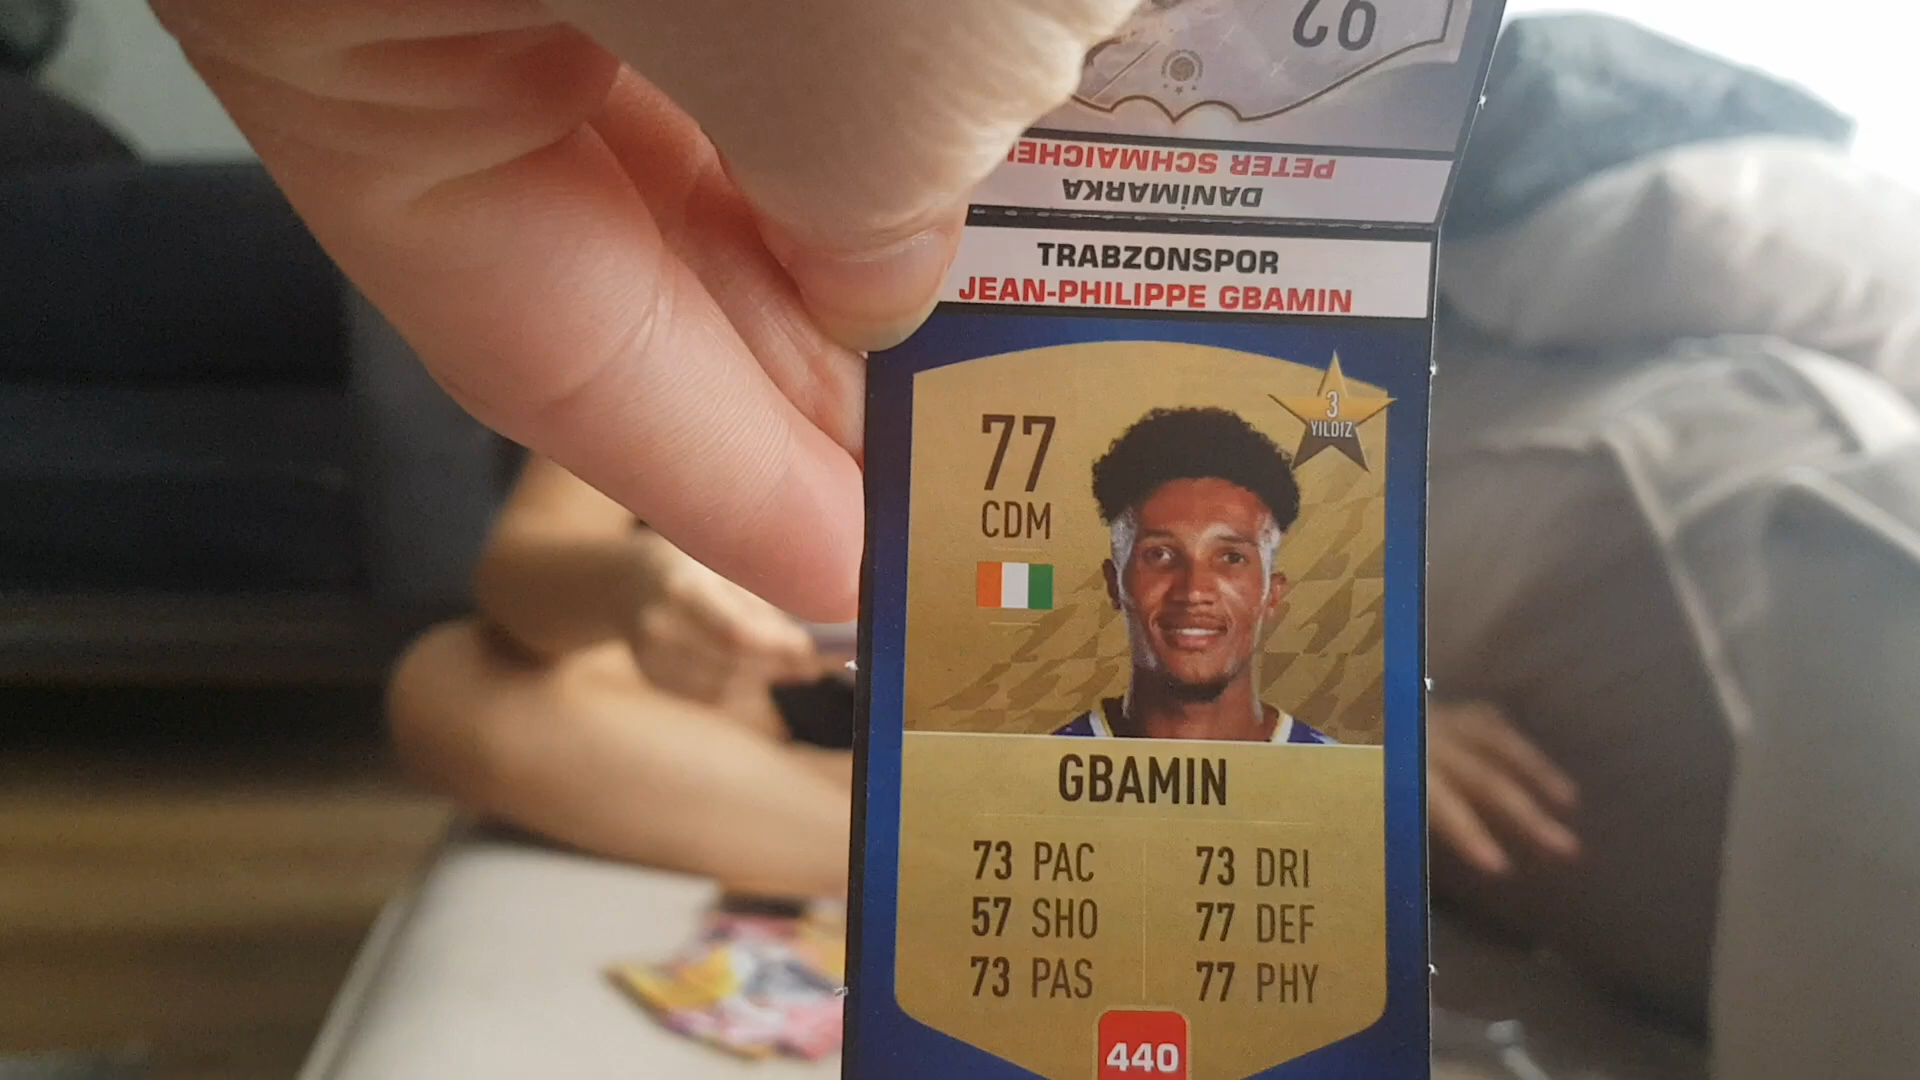 92
PETER SCHMAICHEL
DANİMARKA
TRABZONSPOR
JEAN-PHILIPPE GBAMIN
3
YILDIZ
77
CDM
GBAMIN
73 PAC 73 DRI
57 SHO 77 DEF
73 PAS 77 PHY
440